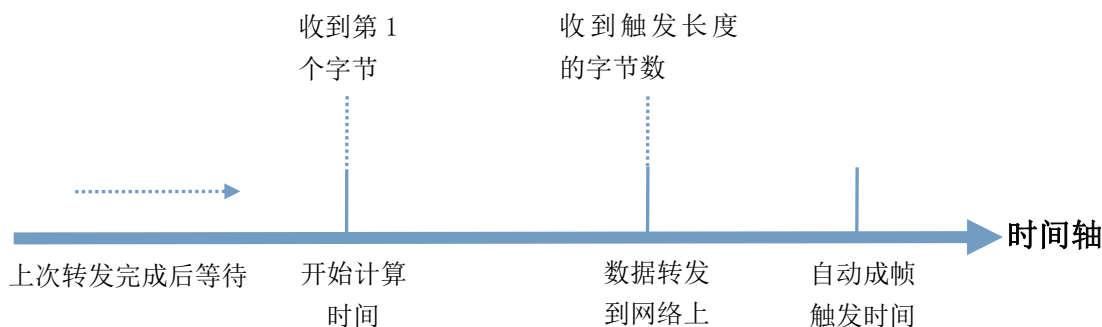 收到第 1
个字节
收到触发长度
的字节数
时间轴
上次转发完成后等待
开始计算
时间
数据转发
到网络上
自动成帧
触发时间